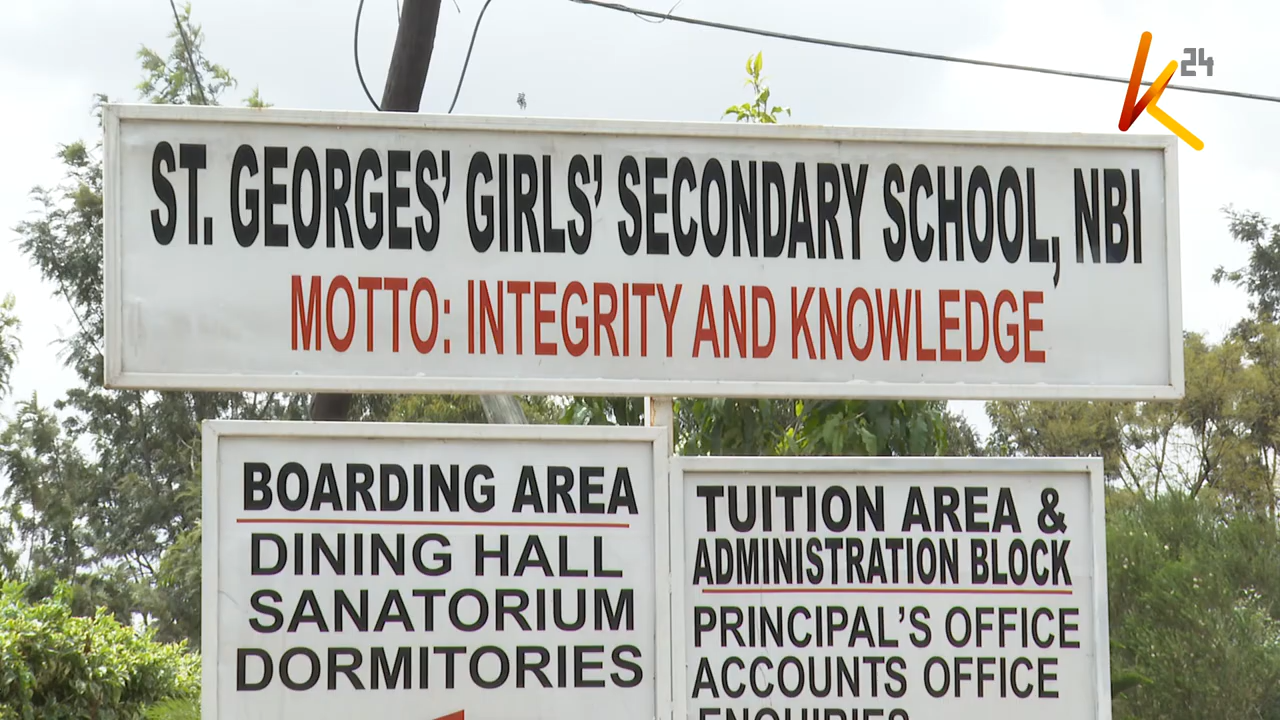 K24
ST. GEORGES' GIRLS' SECONDARY SCHOOL, NBI
MOTTO: INTEGRITY AND KNOWLEDGE
BOARDING AREA
DINING HALL
SANATORIUM
DORMITORIES
TUITION AREA &
ADMINISTRATION BLOCK
PRINCIPAL'S OFFICE
ACCOUNTS OFFICE
ENQUIRIES